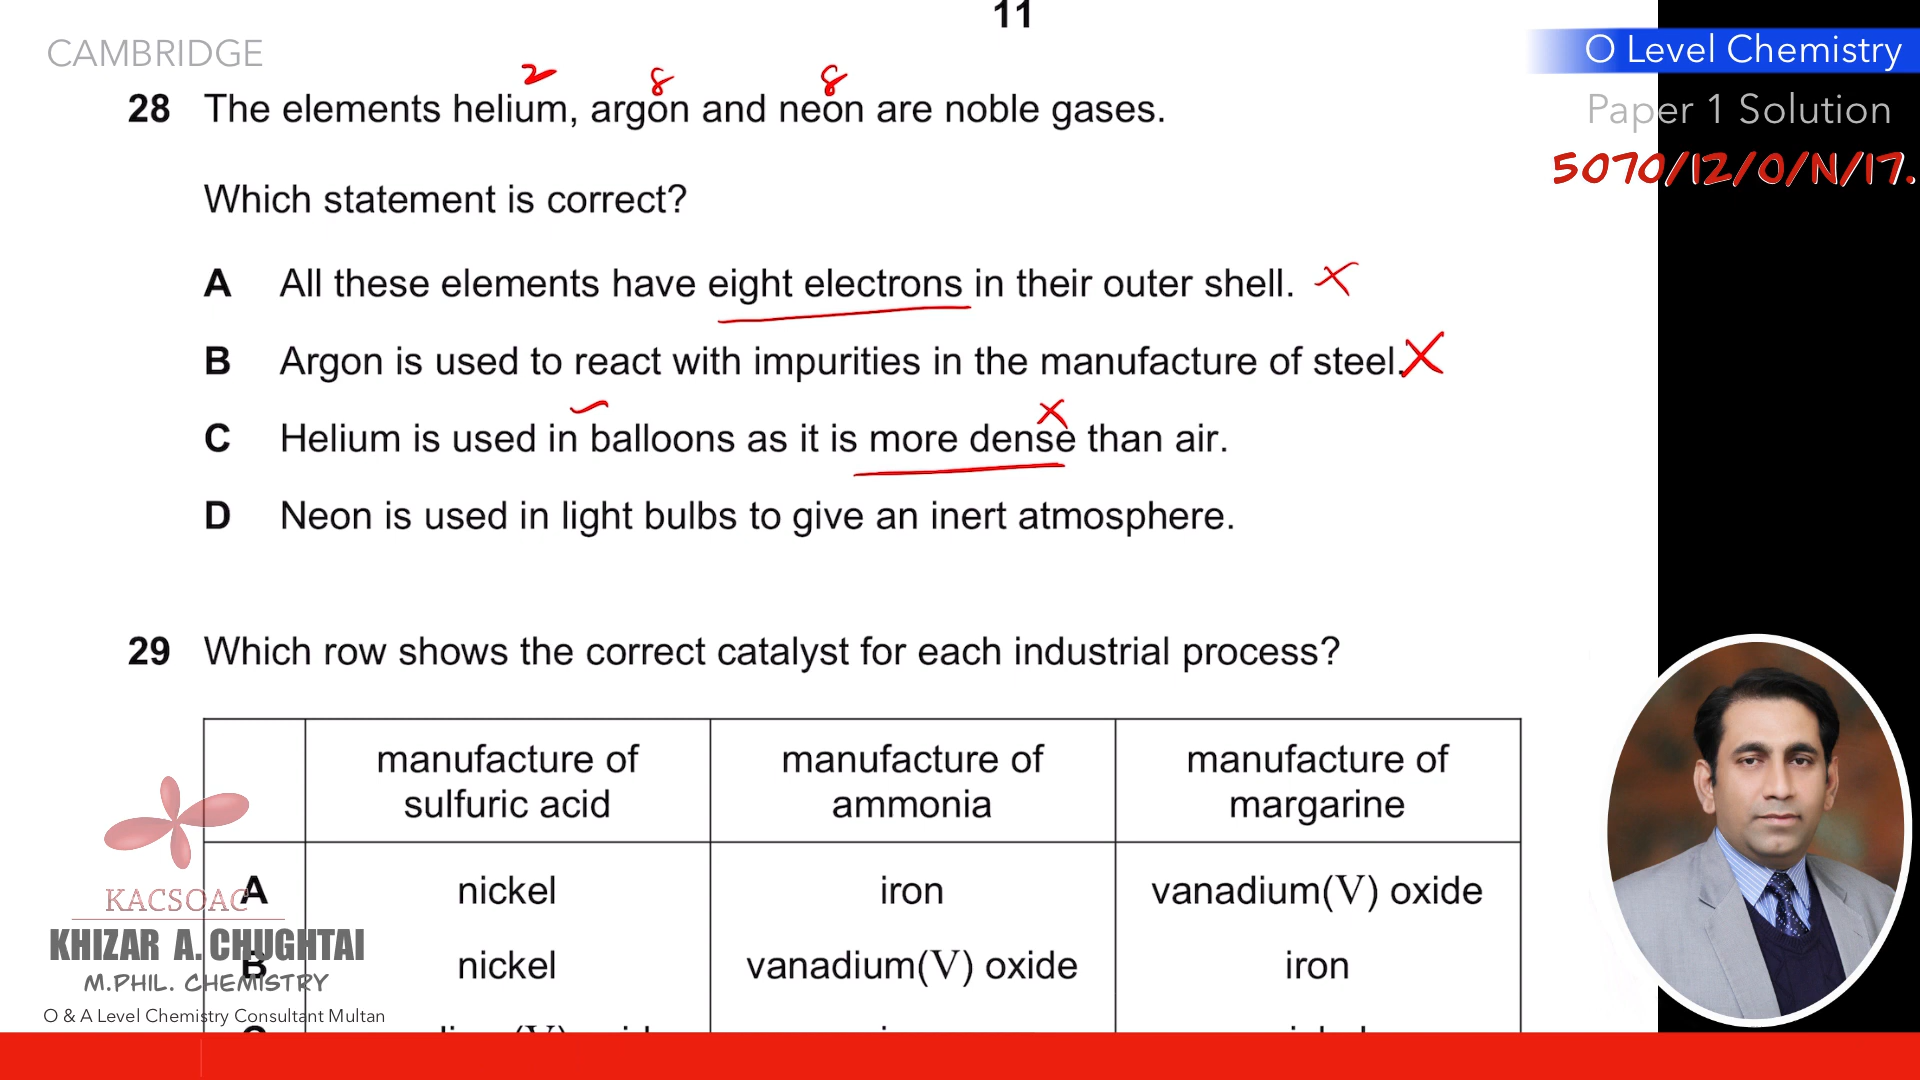 11
CAMBRIDGE
O Level Chemistry
Paper 1 Solution
5070/12/O/N/17.
2 8 8
28 The elements helium, argon and neon are noble gases.
Which statement is correct?
A All these elements have eight electrons in their outer shell. ×
B Argon is used to react with impurities in the manufacture of steel. ×
×
C Helium is used in balloons as it is more dense than air.
D Neon is used in light bulbs to give an inert atmosphere.
29 Which row shows the correct catalyst for each industrial process?
manufacture of sulfuric acid manufacture of ammonia manufacture of margarine
A nickel iron vanadium(V) oxide
B nickel vanadium(V) oxide iron
KACSOAC
KHIZAR A. CHUGHTAI
M.PHIL. CHEMISTRY
O & A Level Chemistry Consultant Multan